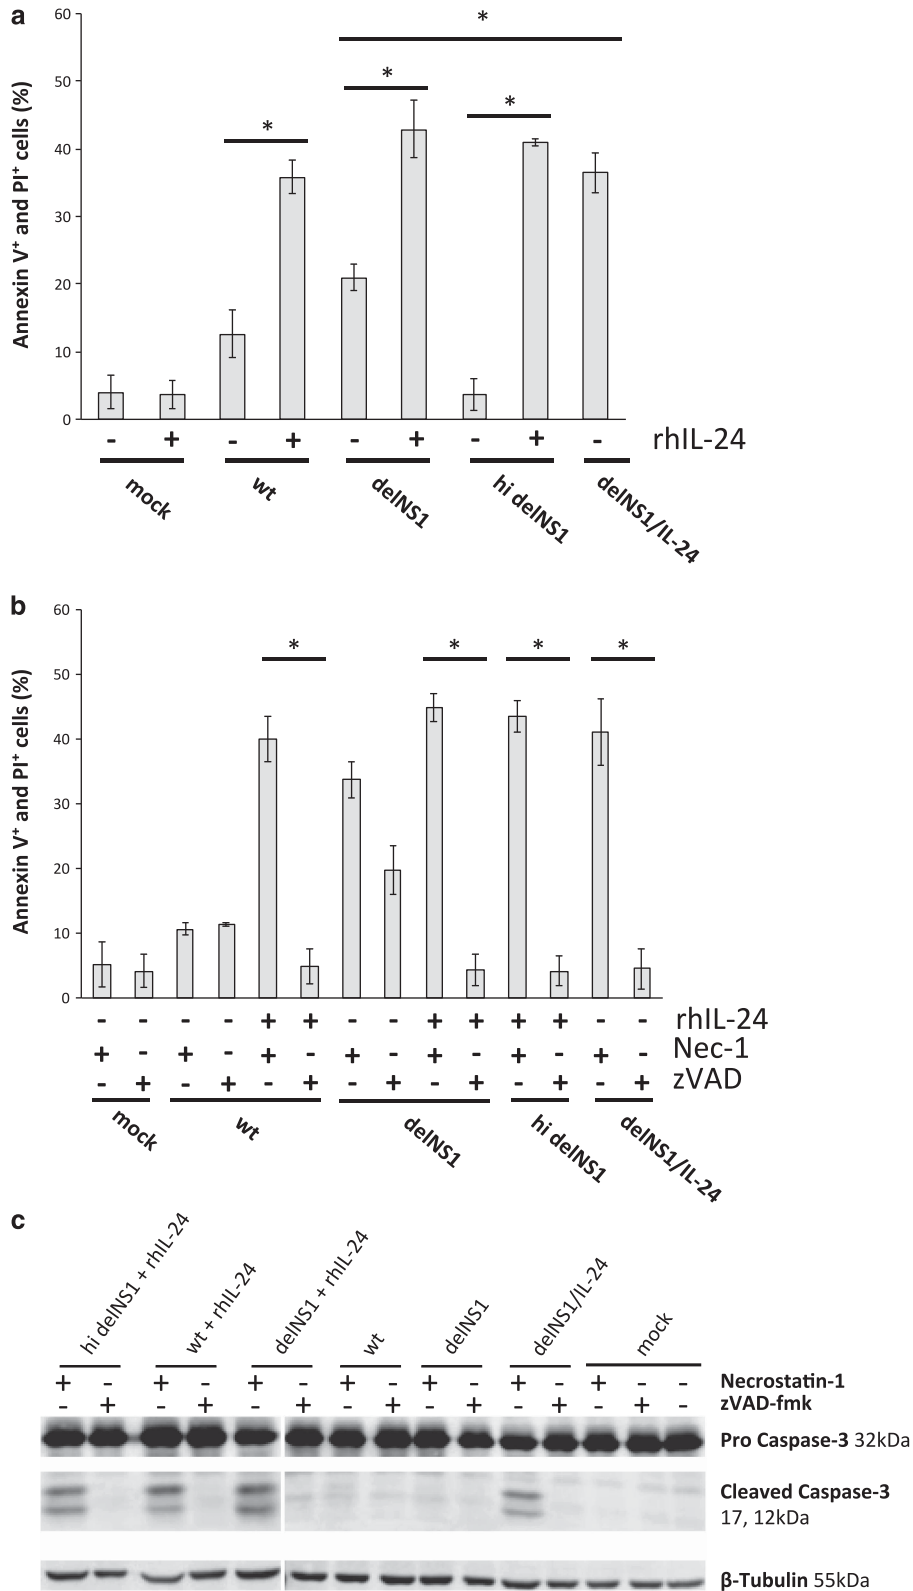 a
Annexin V⁺ and PI⁺ cells (%)
60
50
40
30
20
10
0
*
*
*
*
- + - + - + - + - rhIL-24
mock wt delNS1 hi delNS1 delNS1/IL-24
b
Annexin V⁺ and PI⁺ cells (%)
60
50
40
30
20
10
0
* * * *
- - - - + + - - + + + + - - rhIL-24
+ - + - + - + - + - + - + - Nec-1
- + - + - + - + - + - + - + zVAD
mock wt delNS1 hi delNS1 delNS1/IL-24
c
hi delNS1 + rhIL-24 wt + rhIL-24 delNS1 + rhIL-24 wt delNS1 delNS1/IL-24 mock
+ - + - + - + - + - + - + - - Necrostatin-1
- + - + - + - + - + - + - + - zVAD-fmk
Pro Caspase-3 32kDa
Cleaved Caspase-3
17, 12kDa
β-Tubulin 55kDa